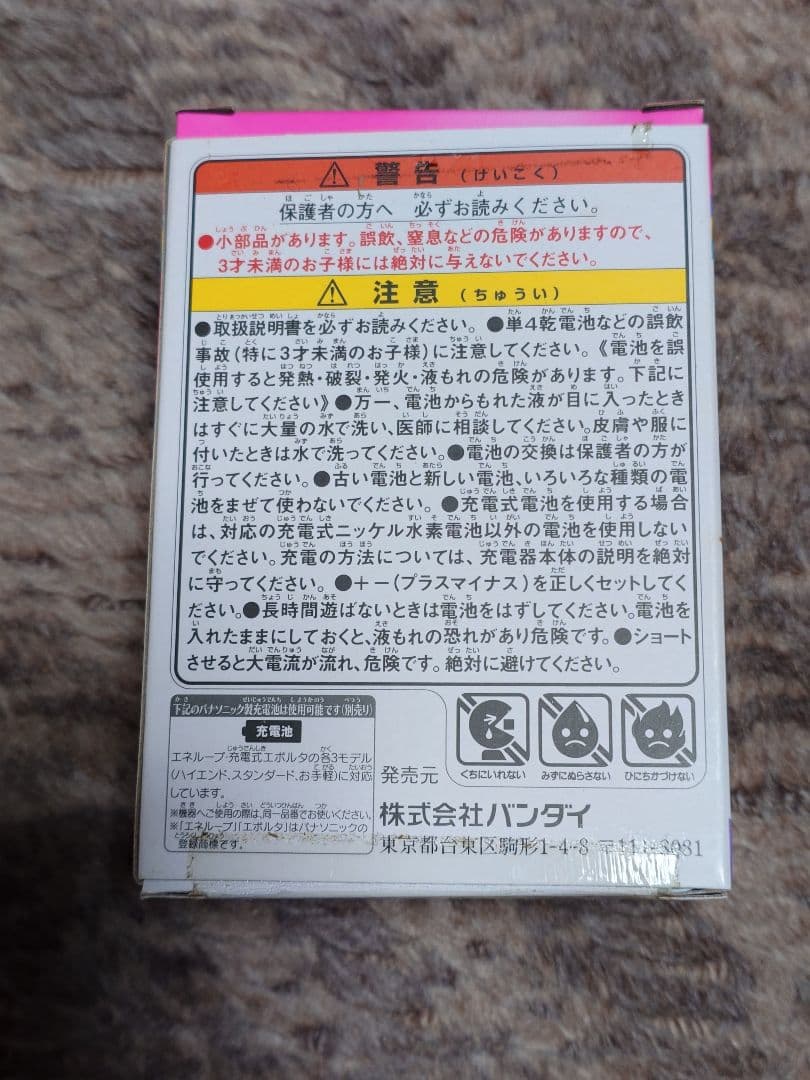 ⚠ 警告 (けいこく)
保護者の方へ 必ずお読みください。
●小部品があります。誤飲、窒息などの危険がありますので、
3才未満のお子様には絶対に与えないでください。
⚠ 注意 (ちゅうい)
●取扱説明書を必ずお読みください。●単4乾電池などの誤飲
事故(特に3才未満のお子様)に注意してください。《電池を誤
使用すると発熱・破裂・発火・液もれの危険があります。下記に
注意してください》●万一、電池からもれた液が目に入ったとき
はすぐに大量の水で洗い、医師に相談してください。皮膚や服に
付いたときは水で洗ってください。●電池の交換は保護者の方が
行ってください。●古い電池と新しい電池、いろいろな種類の電
池をまぜて使わないでください。●充電式電池を使用する場合
は、対応の充電式ニッケル水素電池以外の電池を使用しない
でください。充電の方法については、充電器本体の説明を絶対
に守ってください。●+-(プラスマイナス)を正しくセットしてく
ださい。●長時間遊ばないときは電池をはずしてください。電池を
入れたままにしておくと、液もれの恐れがあり危険です。●ショート
させると大電流が流れ、危険です。絶対に避けてください。
下記のパナソニック製充電池は使用可能です(別売り)
充電池
エネループ・充電式エボルタの各3モデル
(ハイエンド、スタンダード、お手軽)に対応
しています。
※機器へご使用の際は、同一品番でお使いください。
※「エネループ」「エボルタ」はパナソニックの
登録商標です。
くちにいれない
みずにぬらさない
ひにちかづけない
発売元
株式会社バンダイ
東京都台東区駒形1-4-8 〒111-8081